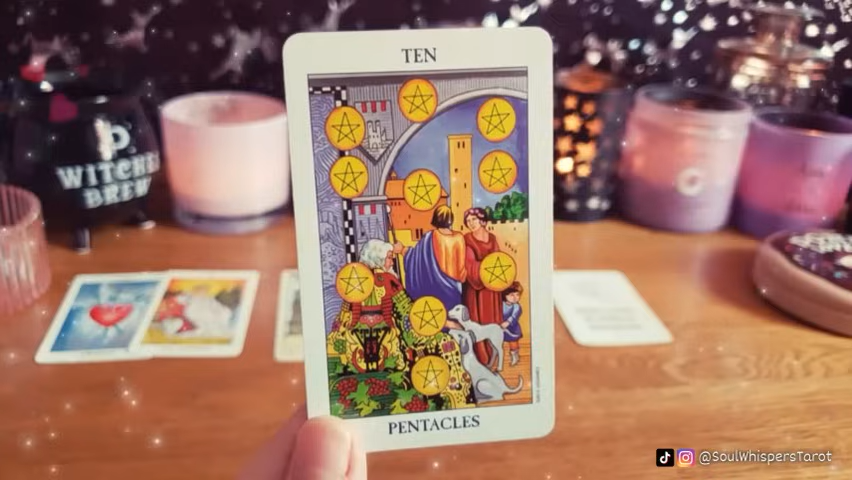 TEN
WITCHES
BREW
PENTACLES
@SoulWhispersTarot